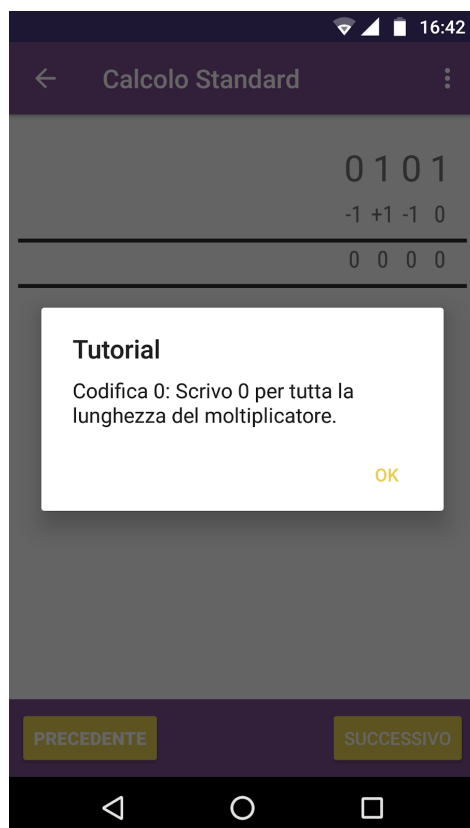 16:42
Calcolo Standard
0 1 0 1
-1 +1 -1 0
0 0 0 0
Tutorial
Codifica 0: Scrivo 0 per tutta la
lunghezza del moltiplicatore.
OK
PRECEDENTE
SUCCESSIVO